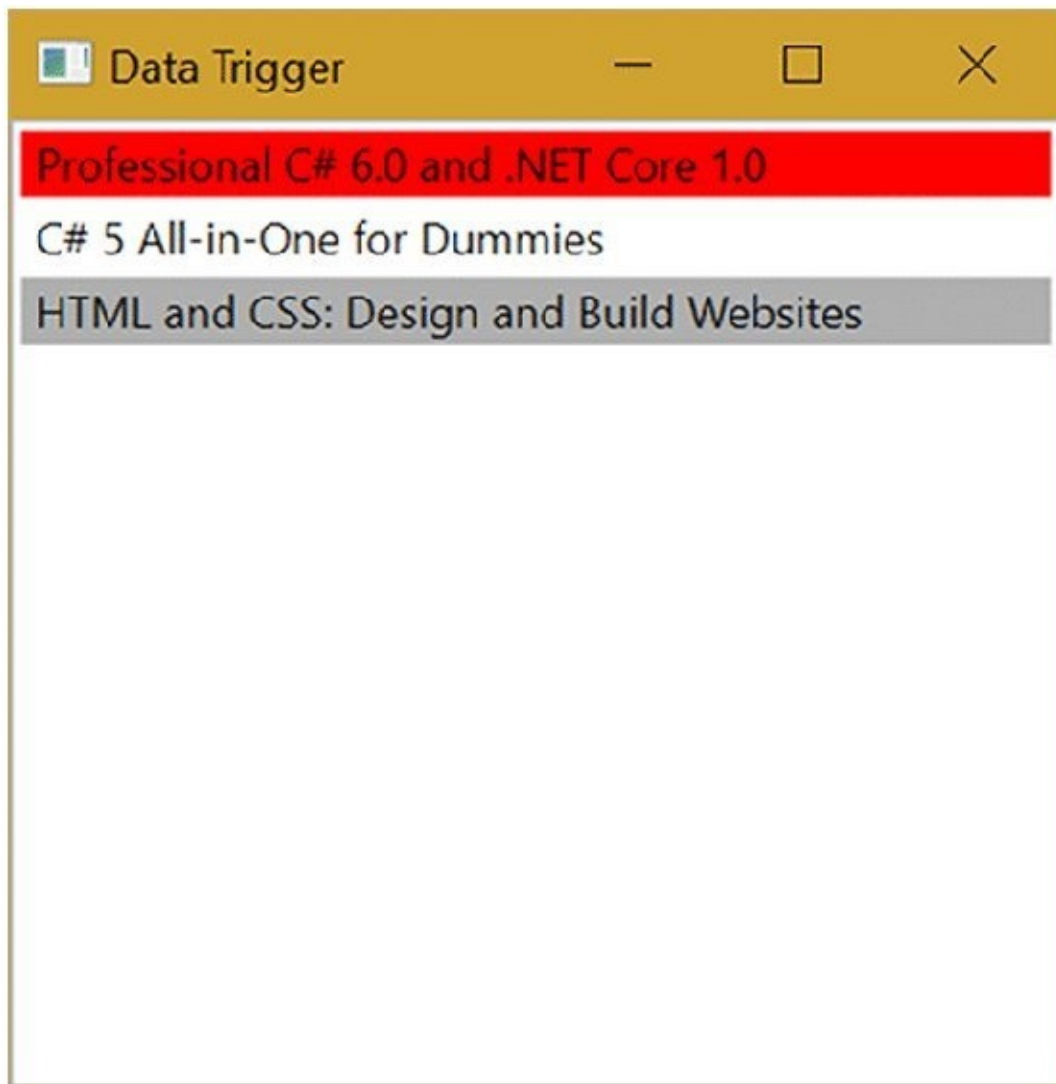 Data Trigger
Professional C# 6.0 and .NET Core 1.0
C# 5 All-in-One for Dummies
HTML and CSS: Design and Build Websites